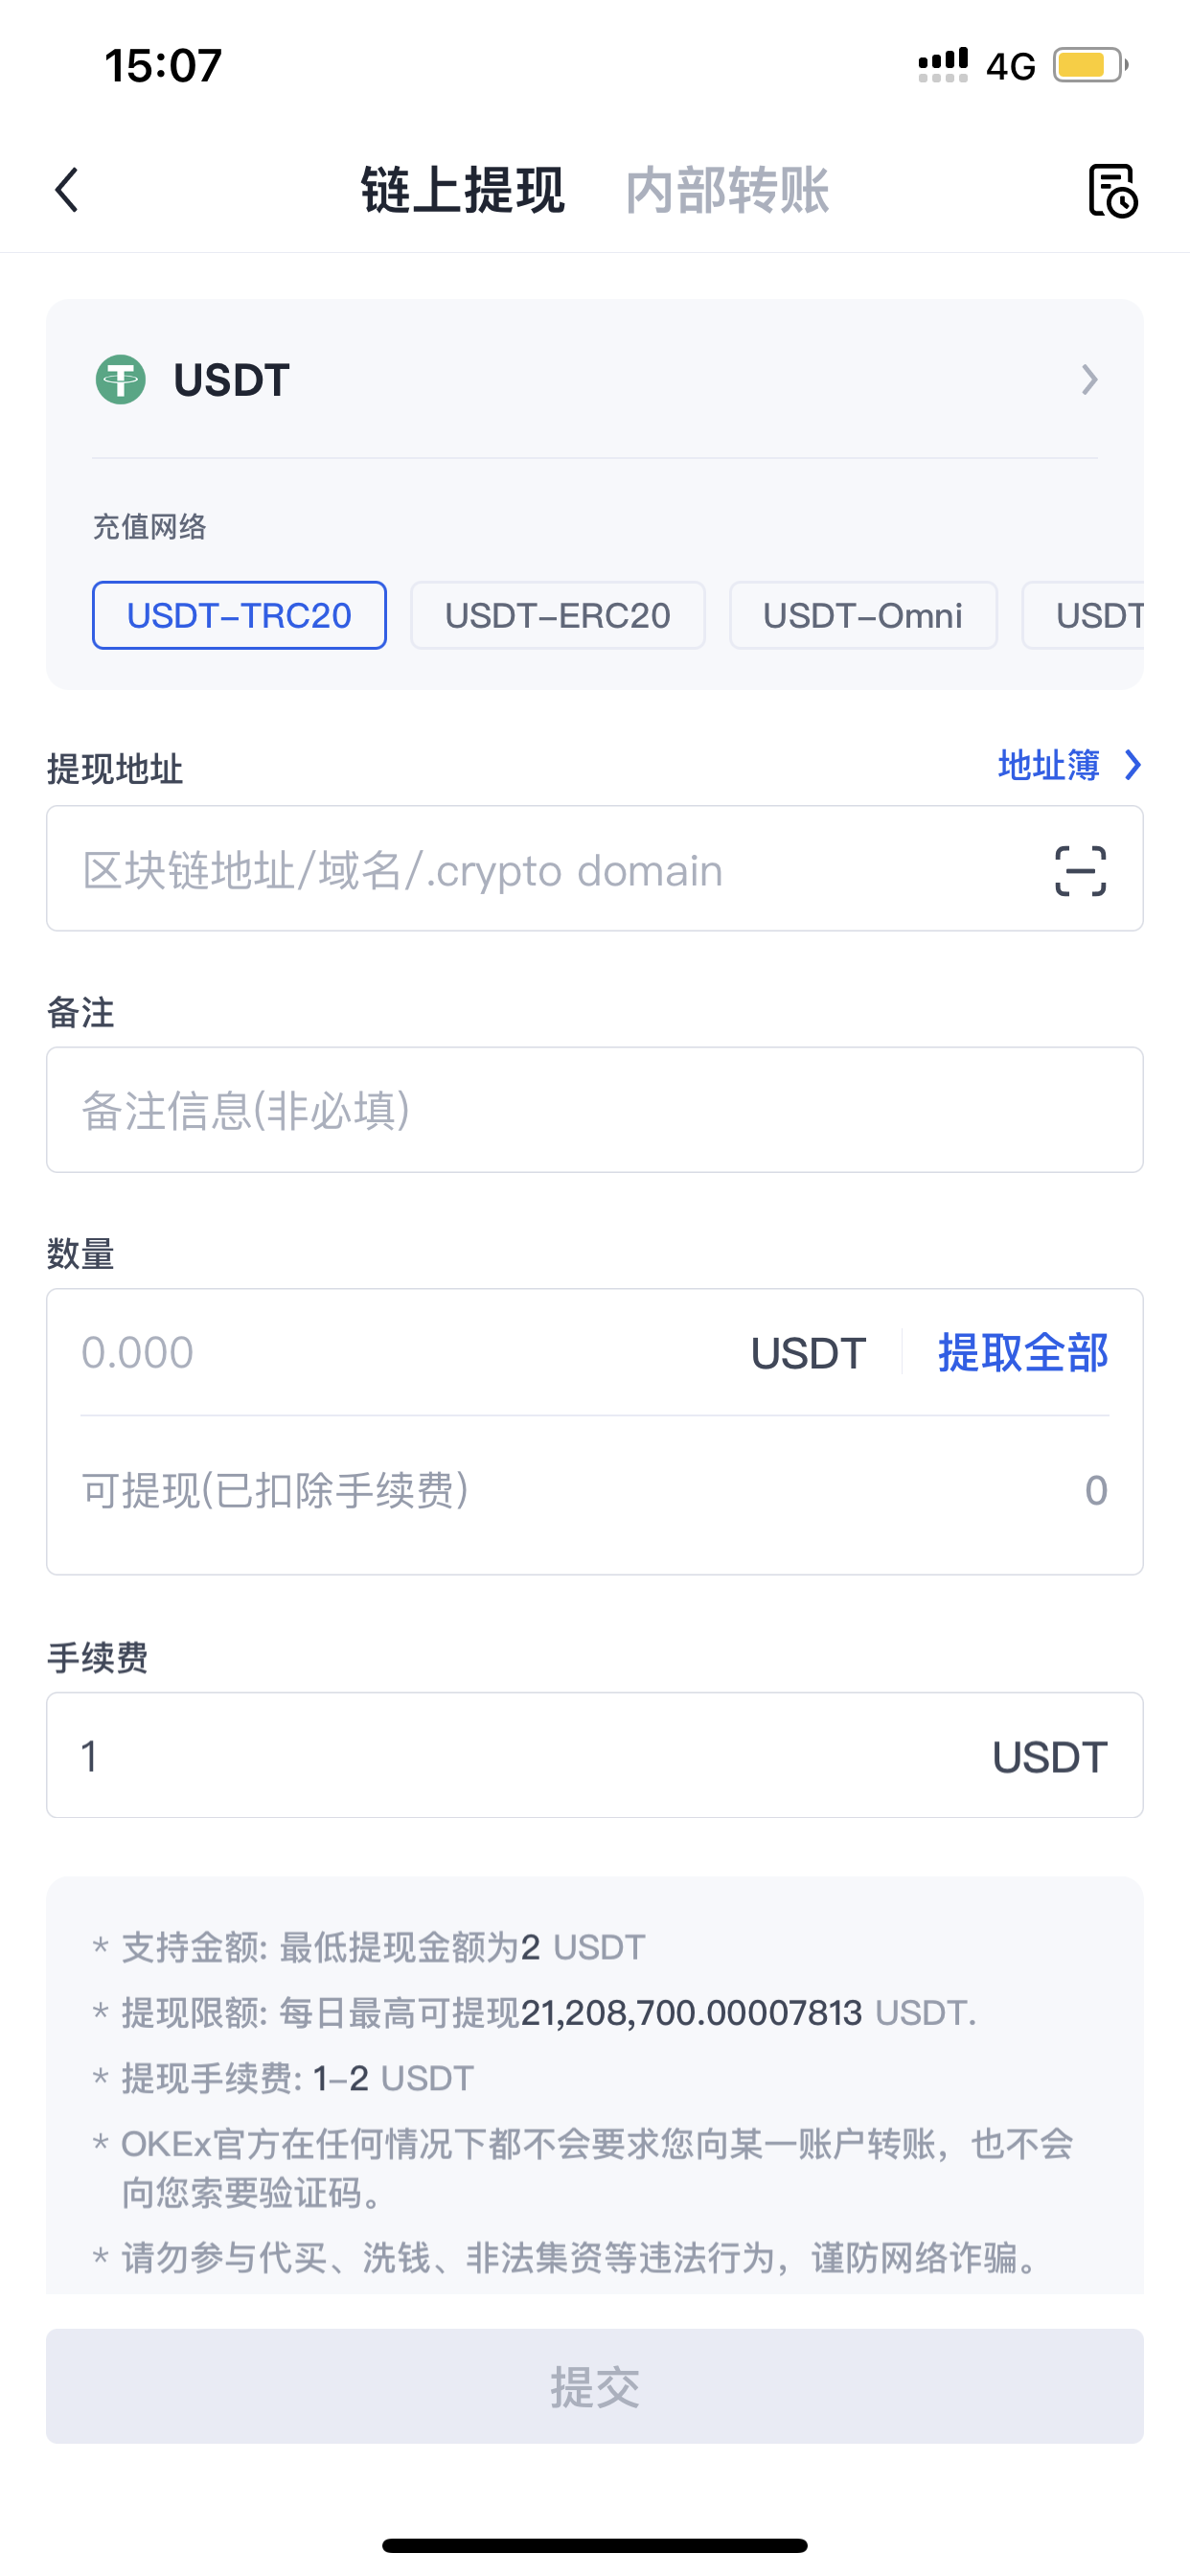 15:07
4G
链上提现 内部转账
USDT
充值网络
USDT-TRC20 USDT-ERC20 USDT-Omni USDT
提现地址 地址簿
区块链地址/域名/.crypto domain
备注
备注信息(非必填)
数量
0.000 USDT 提取全部
可提现(已扣除手续费) 0
手续费
1 USDT
* 支持金额: 最低提现金额为2 USDT
* 提现限额: 每日最高可提现21,208,700.00007813 USDT.
* 提现手续费: 1-2 USDT
* OKEx官方在任何情况下都不会要求您向某一账户转账，也不会
向您索要验证码。
* 请勿参与代买、洗钱、非法集资等违法行为，谨防网络诈骗。
提交